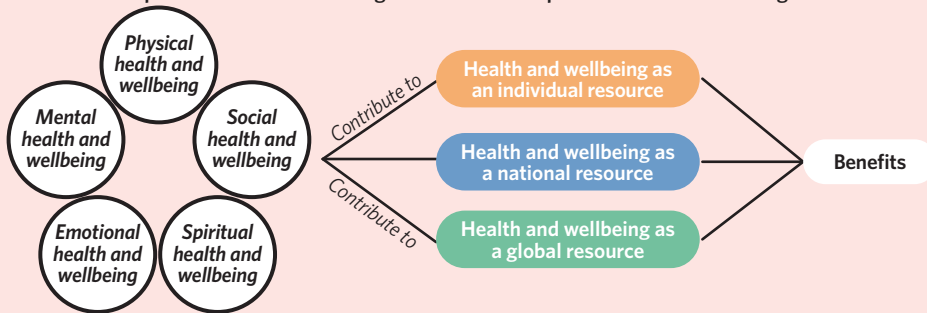 Physical
health and
wellbeing
Mental
health and
wellbeing
Social
health and
wellbeing
Emotional
health and
wellbeing
Spiritual
health and
wellbeing
Contribute to
Contribute to
Health and wellbeing as
an individual resource
Health and wellbeing as
a national resource
Health and wellbeing as
a global resource
Benefits